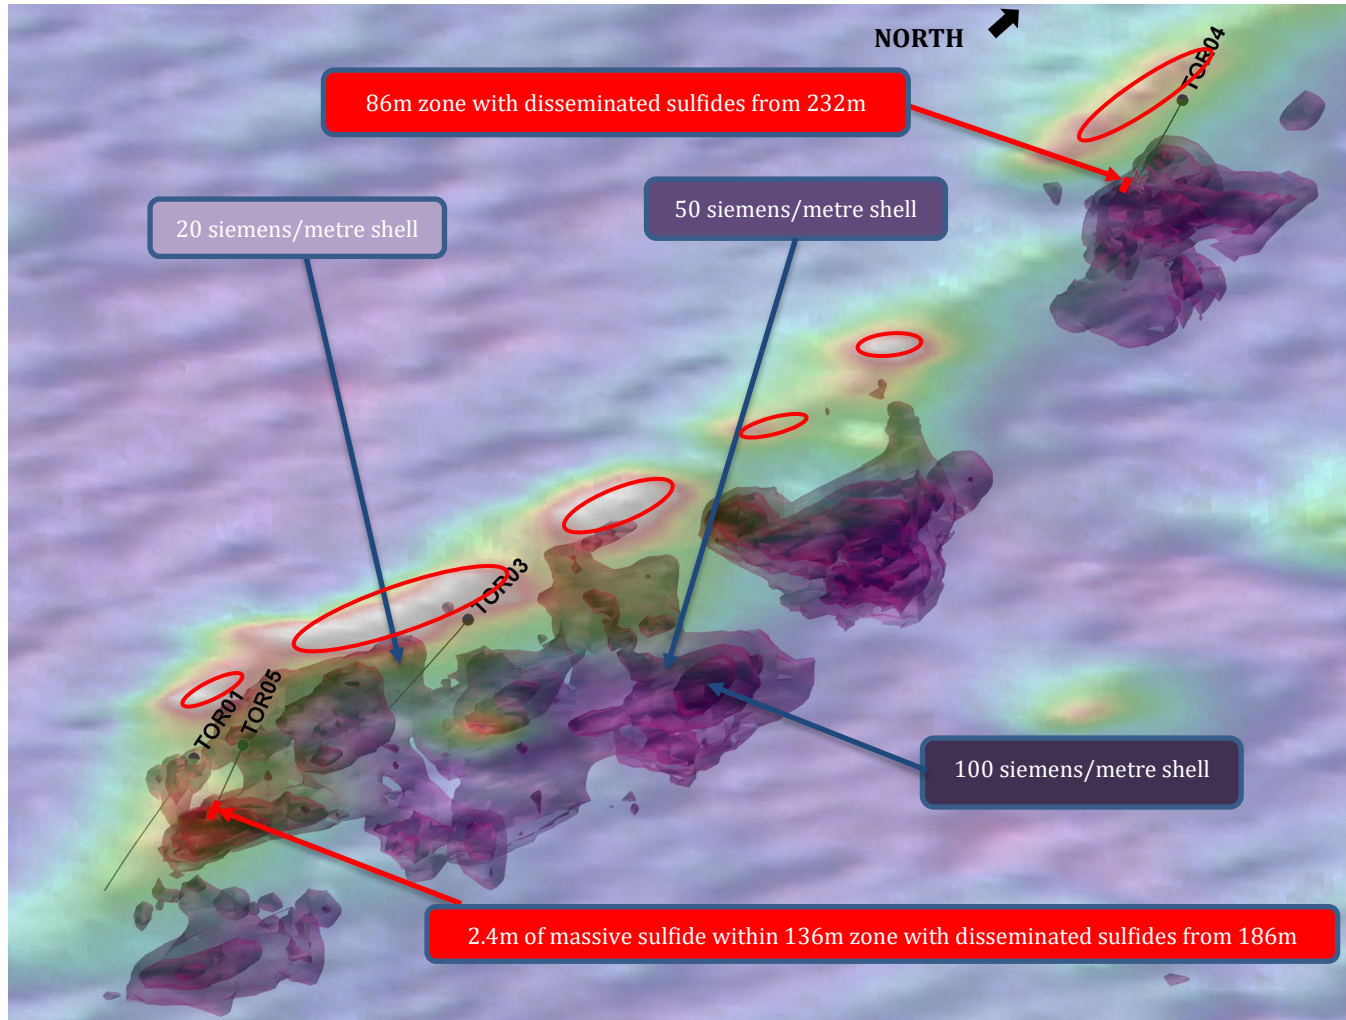 NORTH
TOR04
86m zone with disseminated sulfides from 232m
50 siemens/metre shell
20 siemens/metre shell
TOR03
TOR05
TOR01
100 siemens/metre shell
2.4m of massive sulfide within 136m zone with disseminated sulfides from 186m